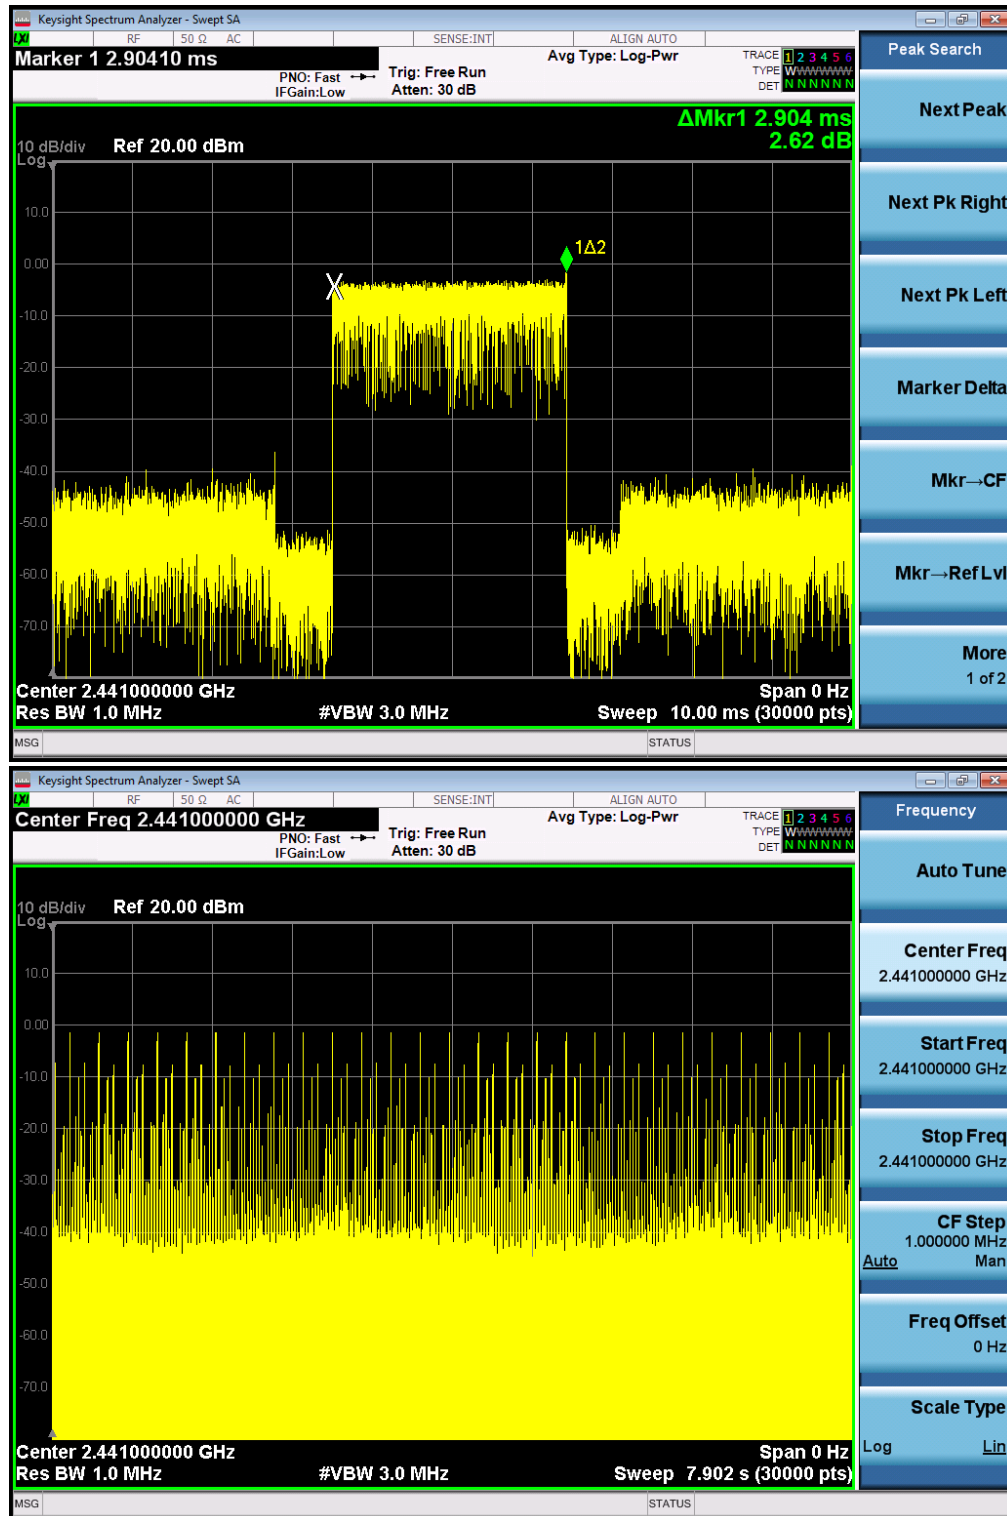 Keysight Spectrum Analyzer - Swept SA
LXI RF 50 Ω AC SENSE:INT ALIGN AUTO
Marker 1 2.90410 ms
PNO: Fast
IFGain:Low
Trig: Free Run
Atten: 30 dB
Avg Type: Log-Pwr
TRACE 1 2 3 4 5 6
TYPE WWWWWW
DET N N N N N N
ΔMkr1 2.904 ms
2.62 dB
10 dB/div Ref 20.00 dBm
Log
10.0
0.00
1Δ2
-10.0
-20.0
-30.0
-40.0
-50.0
-60.0
-70.0
Center 2.441000000 GHz Span 0 Hz
Res BW 1.0 MHz #VBW 3.0 MHz Sweep 10.00 ms (30000 pts)
MSG STATUS
Peak Search
Next Peak
Next Pk Right
Next Pk Left
Marker Delta
Mkr→CF
Mkr→Ref Lvl
More
1 of 2
Keysight Spectrum Analyzer - Swept SA
LXI RF 50 Ω AC SENSE:INT ALIGN AUTO
Center Freq 2.441000000 GHz
PNO: Fast
IFGain:Low
Trig: Free Run
Atten: 30 dB
Avg Type: Log-Pwr
TRACE 1 2 3 4 5 6
TYPE WWWWWW
DET N N N N N N
10 dB/div Ref 20.00 dBm
Log
10.0
0.00
-10.0
-20.0
-30.0
-40.0
-50.0
-60.0
-70.0
Center 2.441000000 GHz Span 0 Hz
Res BW 1.0 MHz #VBW 3.0 MHz Sweep 7.902 s (30000 pts)
MSG STATUS
Frequency
Auto Tune
Center Freq
2.441000000 GHz
Start Freq
2.441000000 GHz
Stop Freq
2.441000000 GHz
CF Step
1.000000 MHz
Auto Man
Freq Offset
0 Hz
Scale Type
Log Lin